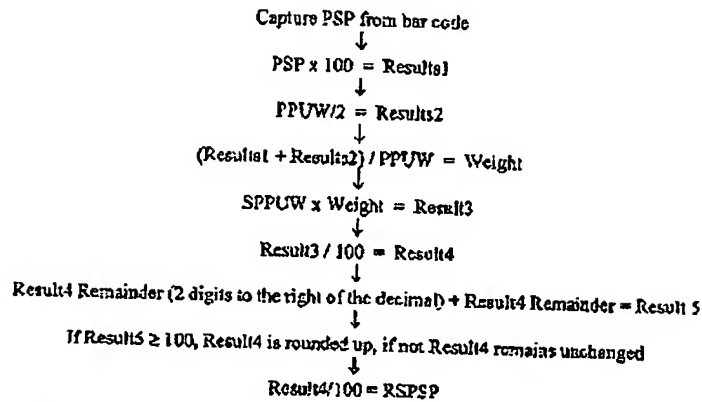 Capture PSP from bar code
PSP x 100 = Results1
PPUW/2 = Results2
(Results1 + Results2) / PPUW = Weight
SPPUW x Weight = Result3
Result3 / 100 = Result4
Result4 Remainder (2 digits to the right of the decimal) + Result4 Remainder = Result 5
If Result5 ≥ 100, Result4 is rounded up, if not Result4 remains unchanged
Result4/100 = RSPSP